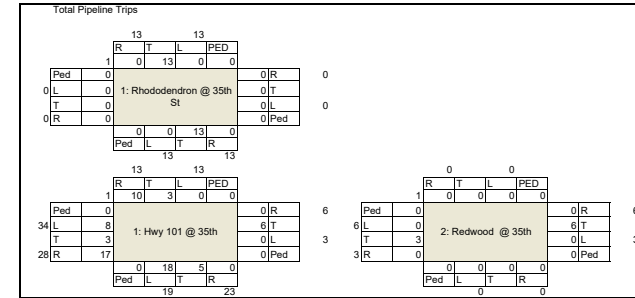 Total Pipeline Trips
13 13
R T L PED
1 0 13 0 0
Ped 0 0 R 0
0 L 0 1: Rhododendron @ 35th 0 T
T 0 St 0 L 0
0 R 0 0 Ped
0 0 13 0
Ped L T R
13 13
13 13 0 0
R T L PED R T L PED
1 10 3 0 0 1 0 0 0 0
Ped 0 0 R 6 Ped 0 0 R 6
34 L 8 1: Hwy 101 @ 35th 6 T 6 L 0 2: Redwood @ 35th 6 T
T 3 0 L 3 T 3 0 L 3
28 R 17 0 Ped 3 R 0 0 Ped
0 18 5 0 0 0 0 0
Ped L T R Ped L T R
19 23 0 0